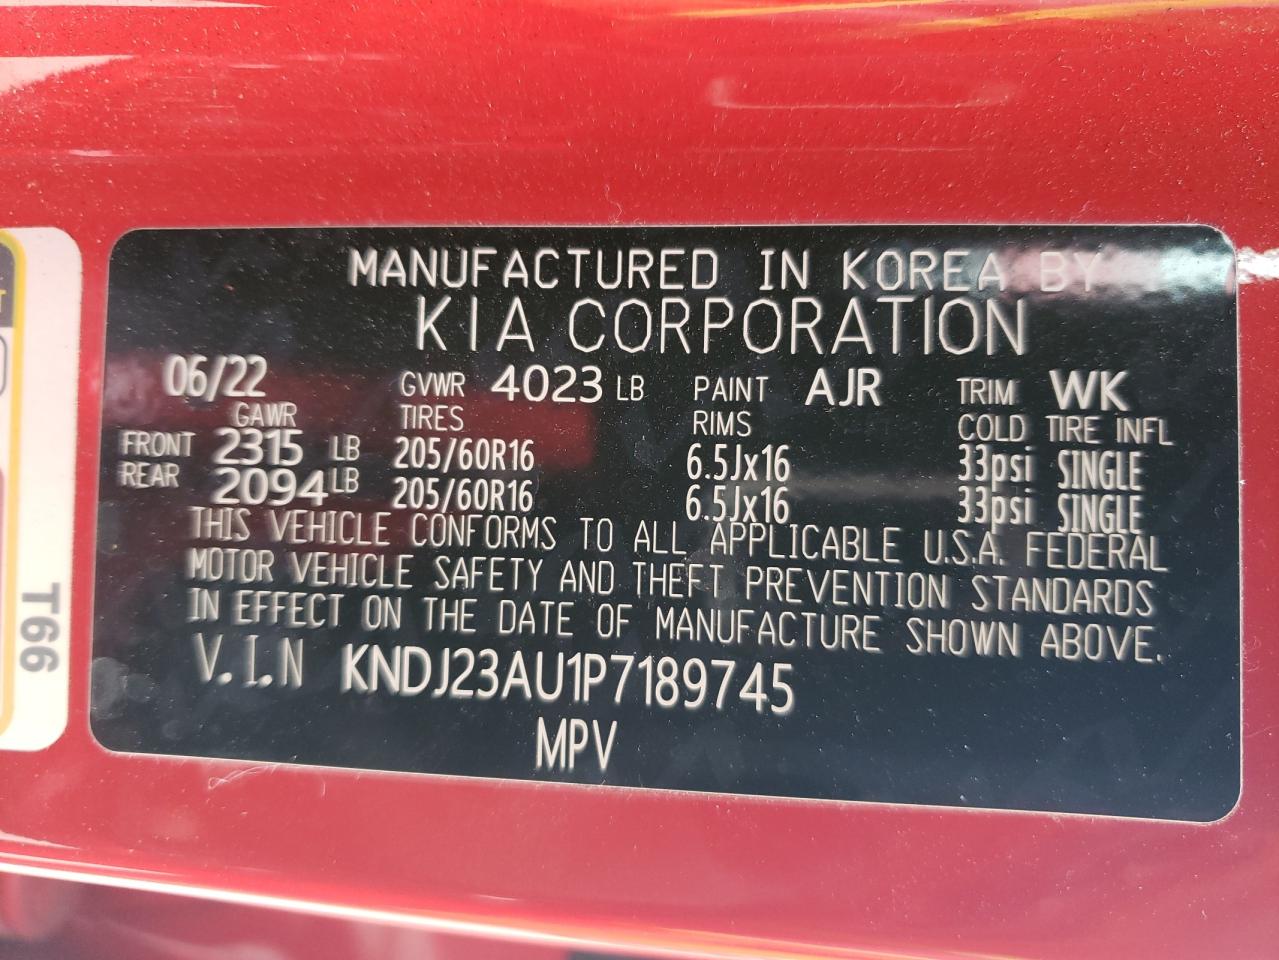 MANUFACTURED IN KOREA BY
KIA CORPORATION
06/22 GVWR 4023 LB PAINT AJR TRIM WK
GAWR TIRES RIMS COLD TIRE INFL
FRONT 2315 LB 205/60R16 6.5Jx16 33psi SINGLE
REAR 2094 LB 205/60R16 6.5Jx16 33psi SINGLE
THIS VEHICLE CONFORMS TO ALL APPLICABLE U.S.A. FEDERAL
MOTOR VEHICLE SAFETY AND THEFT PREVENTION STANDARDS
IN EFFECT ON THE DATE OF MANUFACTURE SHOWN ABOVE.
V.I.N KNDJ23AU1P7189745
MPV
T66